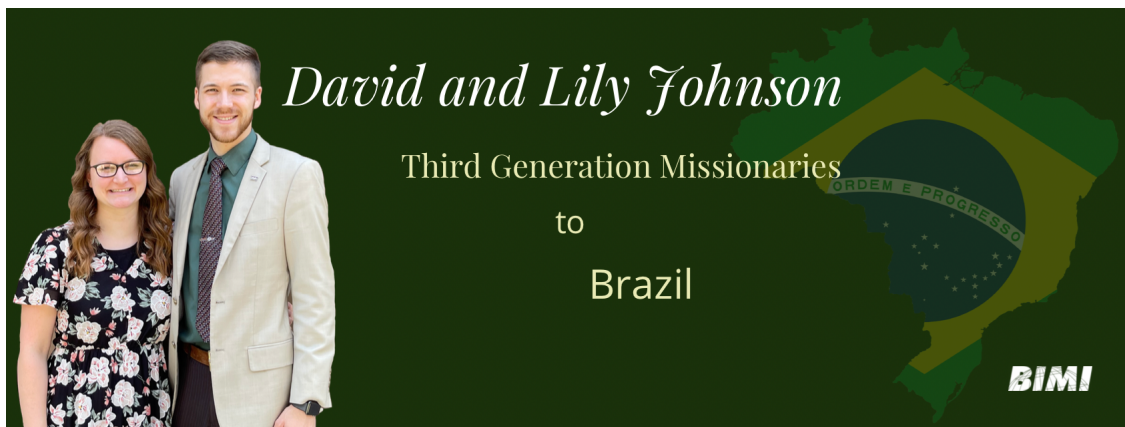 David and Lily Johnson
Third Generation Missionaries
to
Brazil
ORDEM E PROGRESSO
BIMI